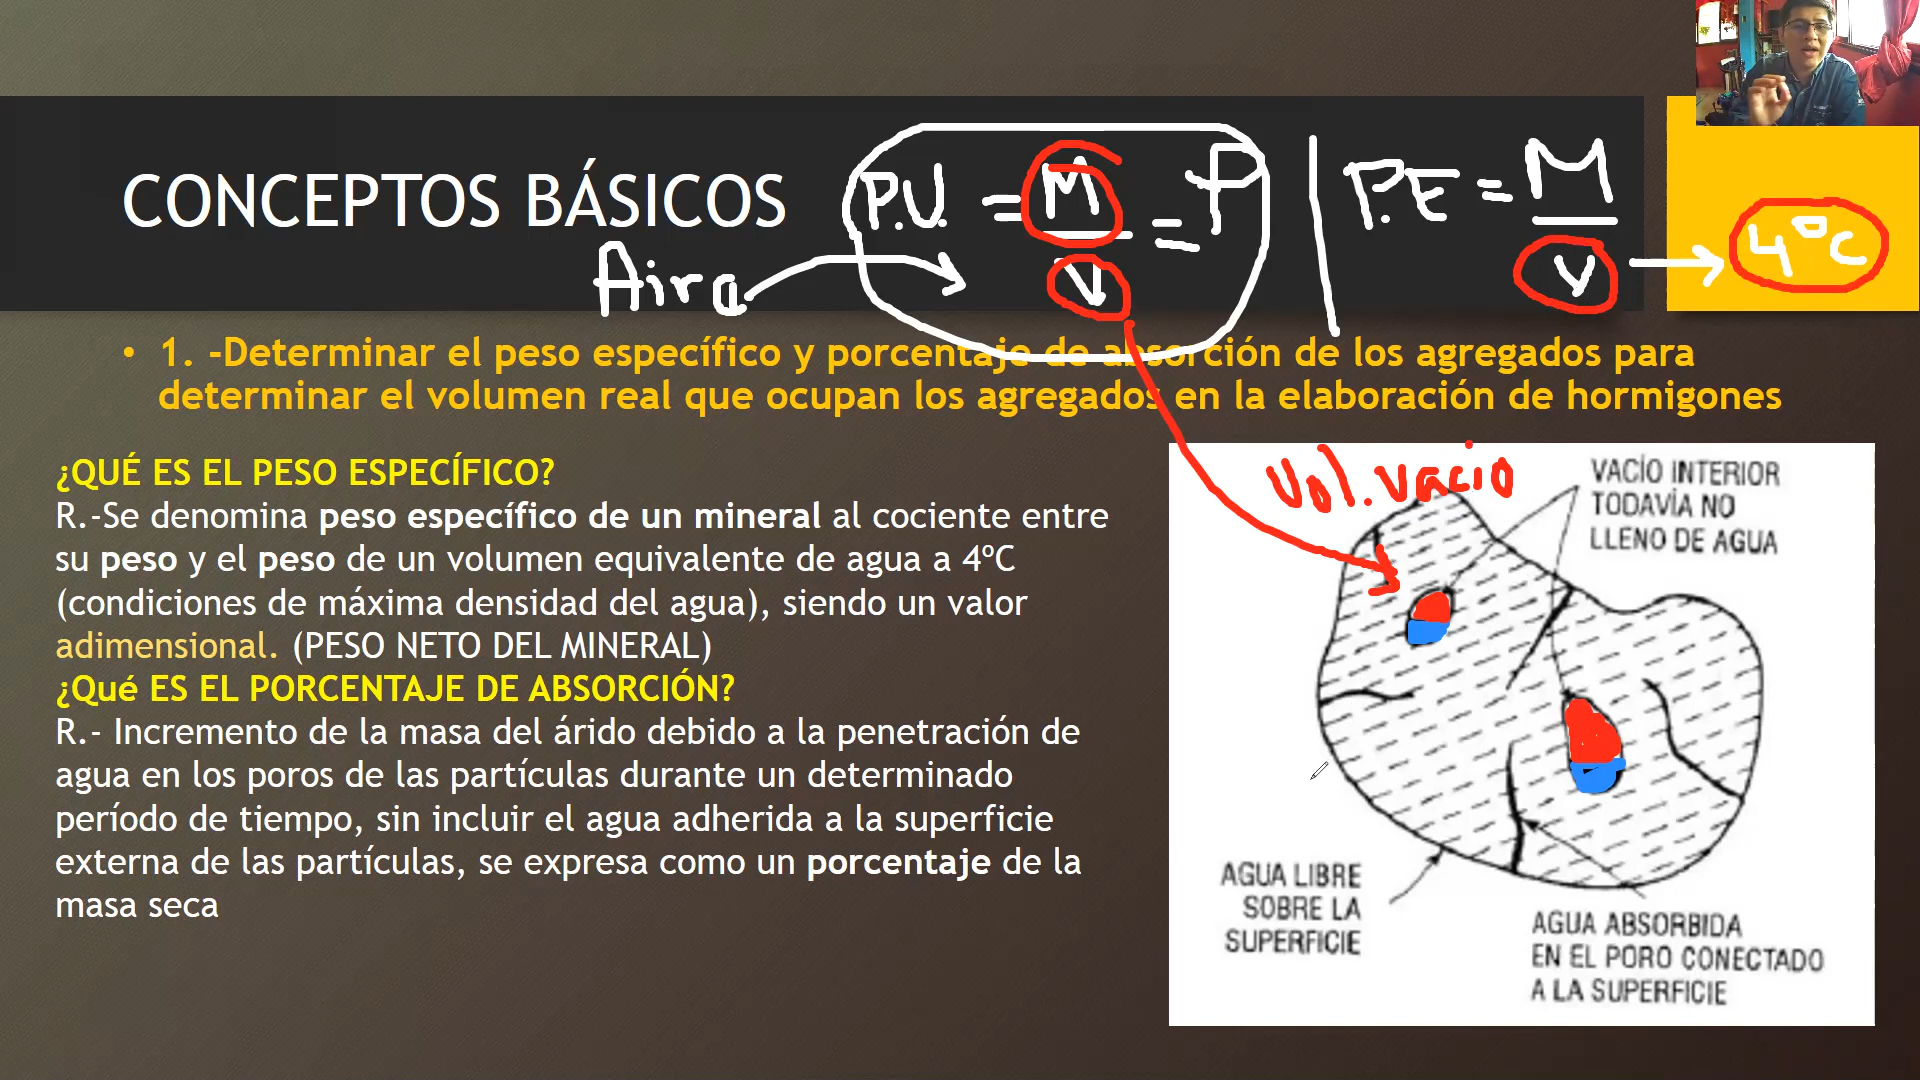 CONCEPTOS BÁSICOS
P.U. = M/V = P
P.E = M/V
4°C
Aire
• 1. -Determinar el peso específico y porcentaje de absorción de los agregados para
determinar el volumen real que ocupan los agregados en la elaboración de hormigones
¿QUÉ ES EL PESO ESPECÍFICO?
R.-Se denomina peso específico de un mineral al cociente entre
su peso y el peso de un volumen equivalente de agua a 4ºC
(condiciones de máxima densidad del agua), siendo un valor
adimensional. (PESO NETO DEL MINERAL)
¿Qué ES EL PORCENTAJE DE ABSORCIÓN?
R.- Incremento de la masa del árido debido a la penetración de
agua en los poros de las partículas durante un determinado
período de tiempo, sin incluir el agua adherida a la superficie
externa de las partículas, se expresa como un porcentaje de la
masa seca
Vol. vacio
VACÍO INTERIOR
TODAVÍA NO
LLENO DE AGUA
AGUA LIBRE
SOBRE LA
SUPERFICIE
AGUA ABSORBIDA
EN EL PORO CONECTADO
A LA SUPERFICIE